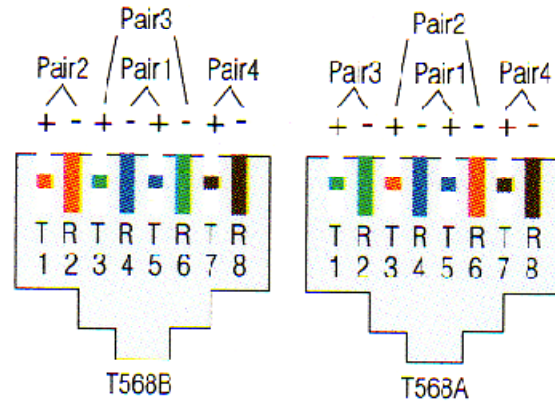 Pair3
Pair2 Pair1 Pair4
+ - + - + - + -
T R T R T R T R
1 2 3 4 5 6 7 8
T568B
Pair2
Pair3 Pair1 Pair4
+ - + - + - + -
T R T R T R T R
1 2 3 4 5 6 7 8
T568A